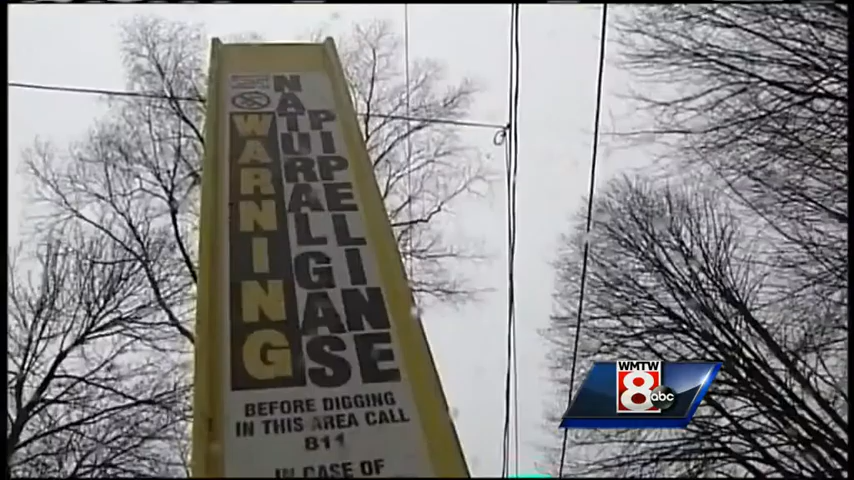 WARNING
NATURAL GAS
PIPELINE
BEFORE DIGGING
IN THIS AREA CALL
811
IN CASE OF
WMTW
8
abc